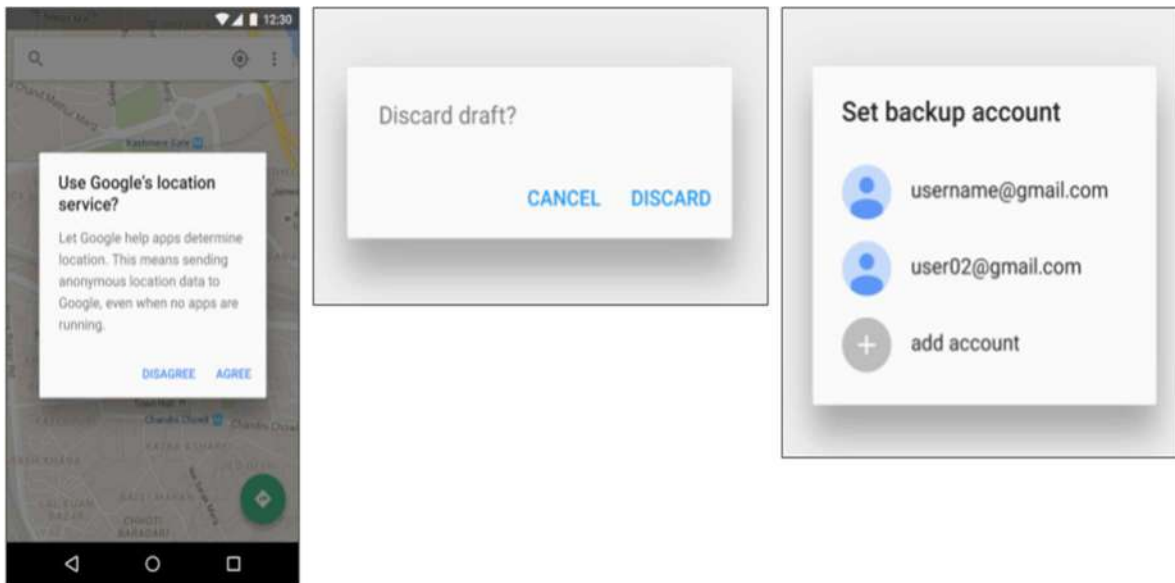 12:30
Use Google's location
service?
Let Google help apps determine
location. This means sending
anonymous location data to
Google, even when no apps are
running.
DISAGREE AGREE
Chandni Chowk
Discard draft?
CANCEL DISCARD
Set backup account
username@gmail.com
user02@gmail.com
add account